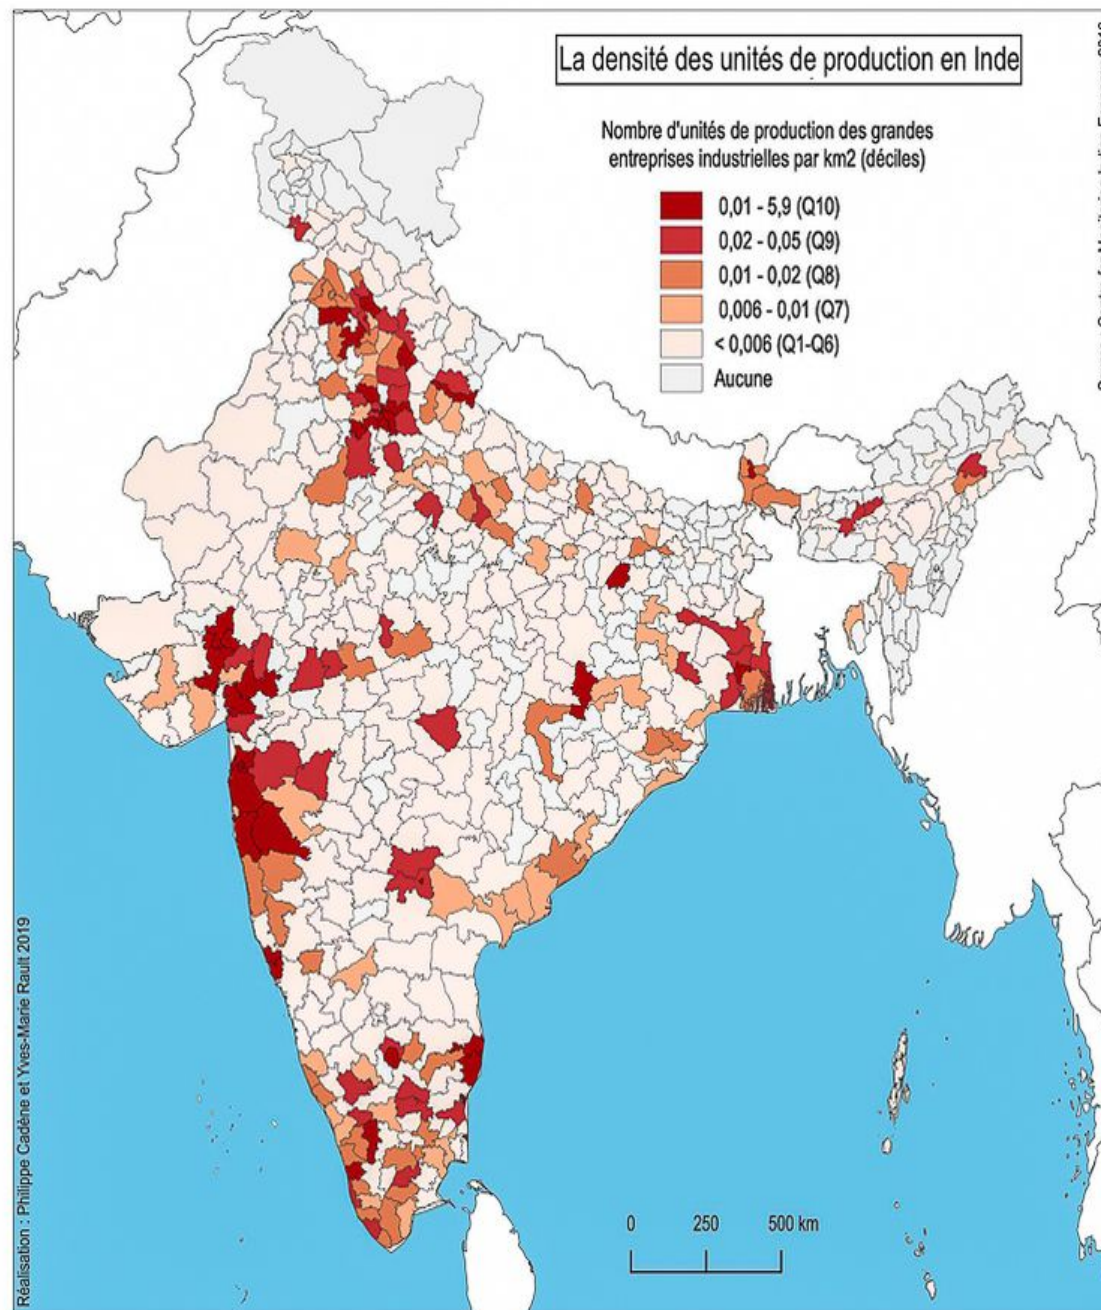 La densité des unités de production en Inde
Nombre d'unités de production des grandes
entreprises industrielles par km2 (déciles)
0,01 - 5,9 (Q10)
0,02 - 0,05 (Q9)
0,01 - 0,02 (Q8)
0,006 - 0,01 (Q7)
< 0,006 (Q1-Q6)
Aucune
Réalisation : Philippe Cadène et Yves-Marie Rault 2019
0 250 500 km